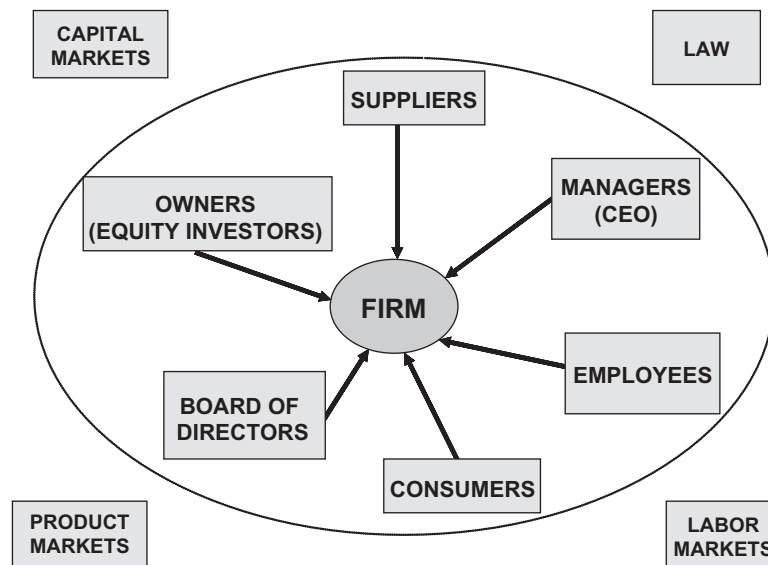 CAPITAL
MARKETS
LAW
SUPPLIERS
MANAGERS
(CEO)
OWNERS
(EQUITY INVESTORS)
FIRM
EMPLOYEES
BOARD OF
DIRECTORS
CONSUMERS
PRODUCT
MARKETS
LABOR
MARKETS